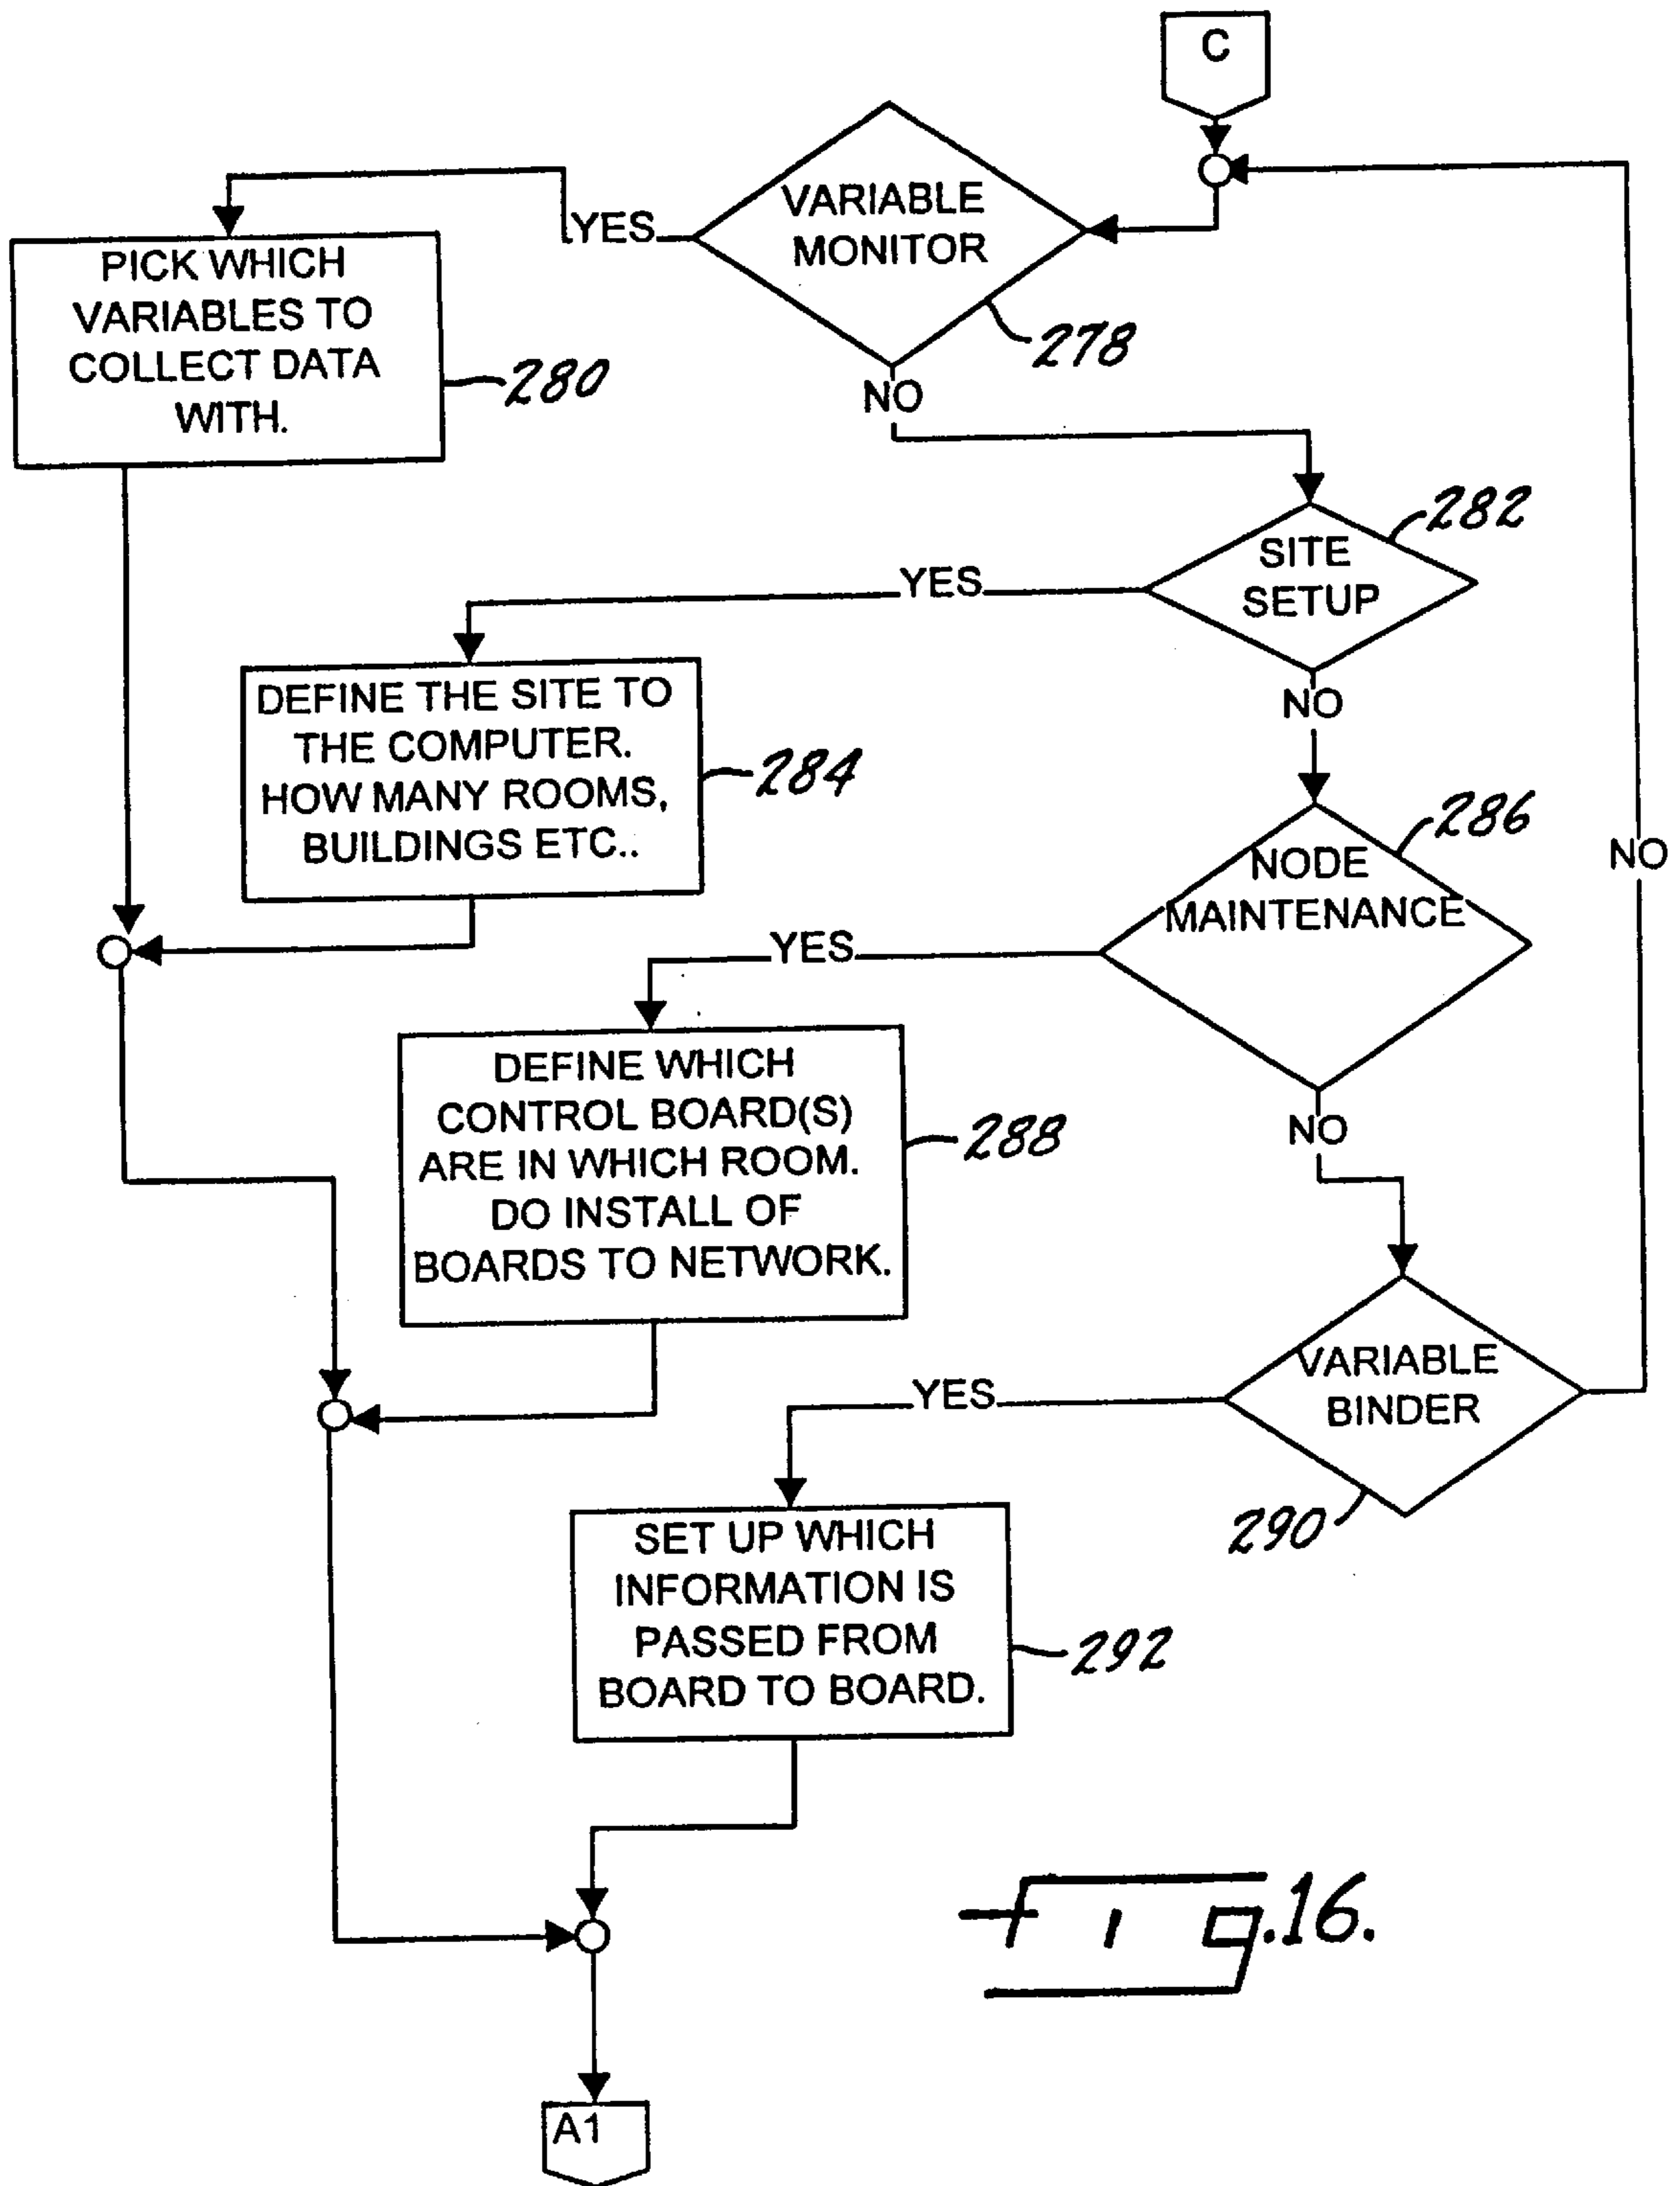 C
VARIABLE
MONITOR
YES
278
NO
PICK WHICH
VARIABLES TO
COLLECT DATA
WITH.
280
282
SITE
SETUP
YES
NO
DEFINE THE SITE TO
THE COMPUTER.
HOW MANY ROOMS,
BUILDINGS ETC..
284
286
NODE
MAINTENANCE
NO
YES
NO
DEFINE WHICH
CONTROL BOARD(S)
ARE IN WHICH ROOM.
DO INSTALL OF
BOARDS TO NETWORK.
288
VARIABLE
BINDER
YES
290
SET UP WHICH
INFORMATION IS
PASSED FROM
BOARD TO BOARD.
292
Fig.16.
A1